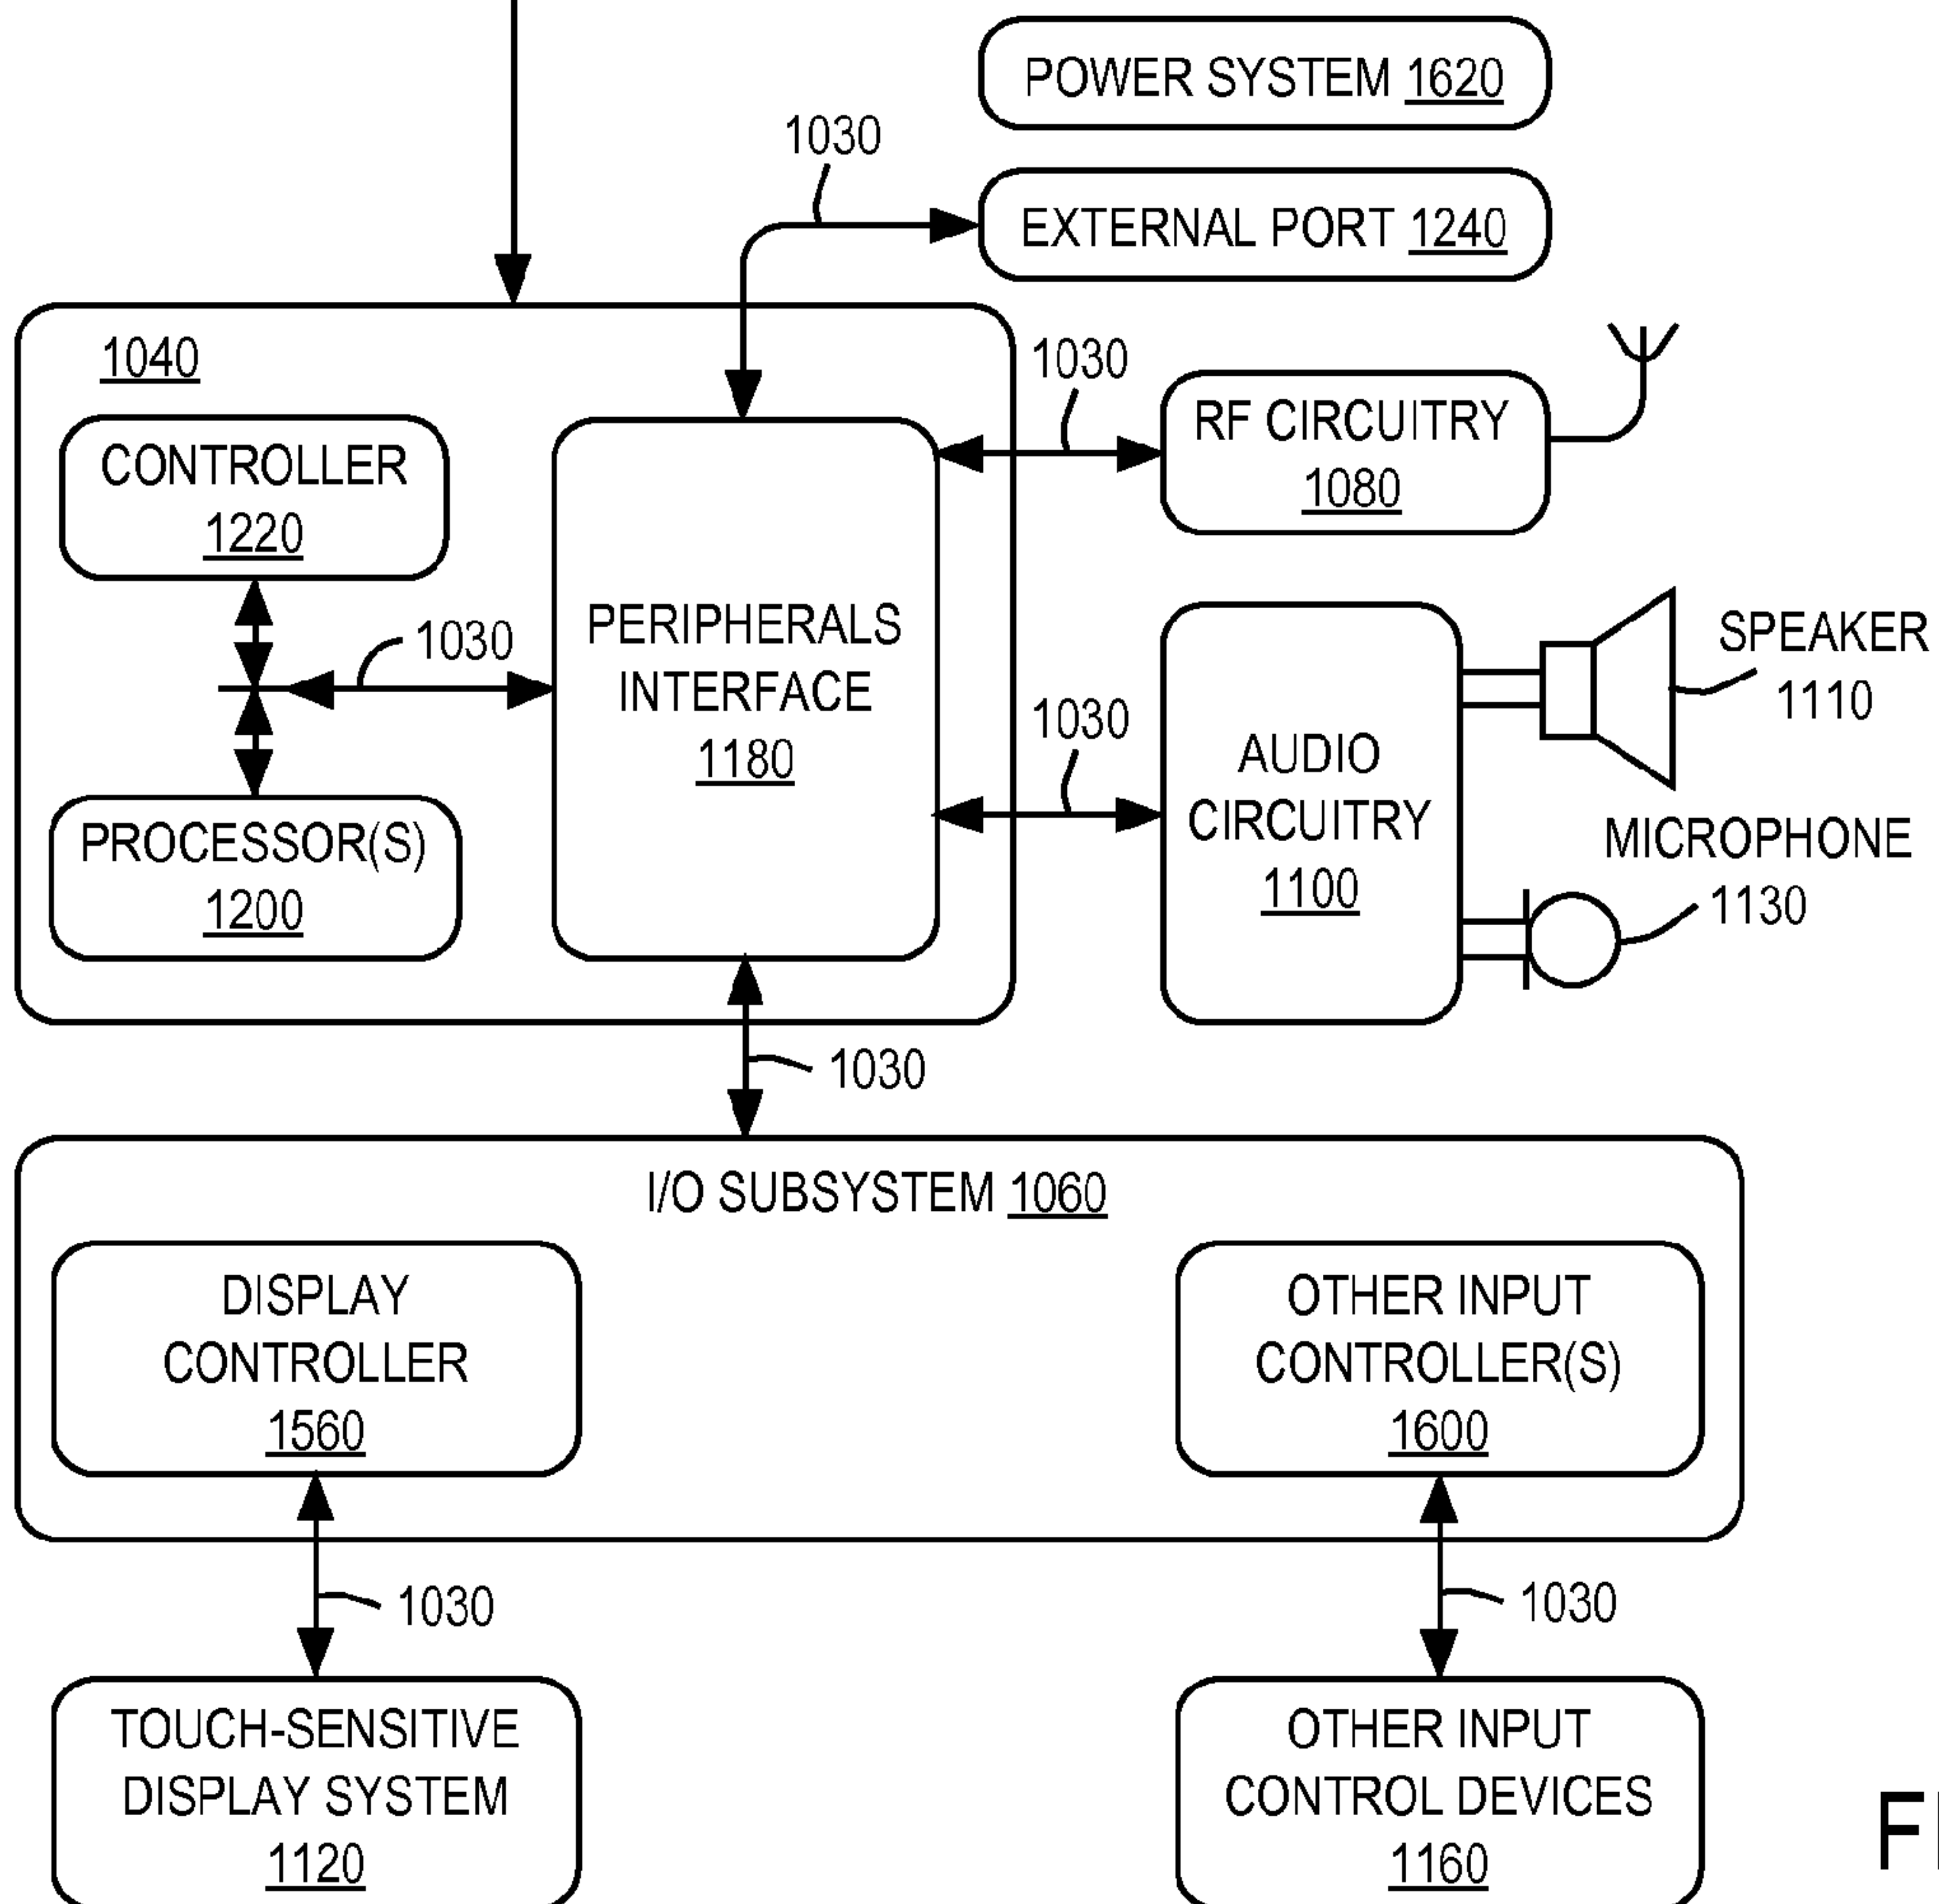 POWER SYSTEM 1620
1030
EXTERNAL PORT 1240
1040
1030
RF CIRCUITRY
1080
CONTROLLER
1220
1030
PERIPHERALS
INTERFACE
1180
SPEAKER
1110
1030
AUDIO
CIRCUITRY
1100
MICROPHONE
1130
PROCESSOR(S)
1200
1030
I/O SUBSYSTEM 1060
DISPLAY
CONTROLLER
1560
OTHER INPUT
CONTROLLER(S)
1600
1030
1030
TOUCH-SENSITIVE
DISPLAY SYSTEM
1120
OTHER INPUT
CONTROL DEVICES
1160